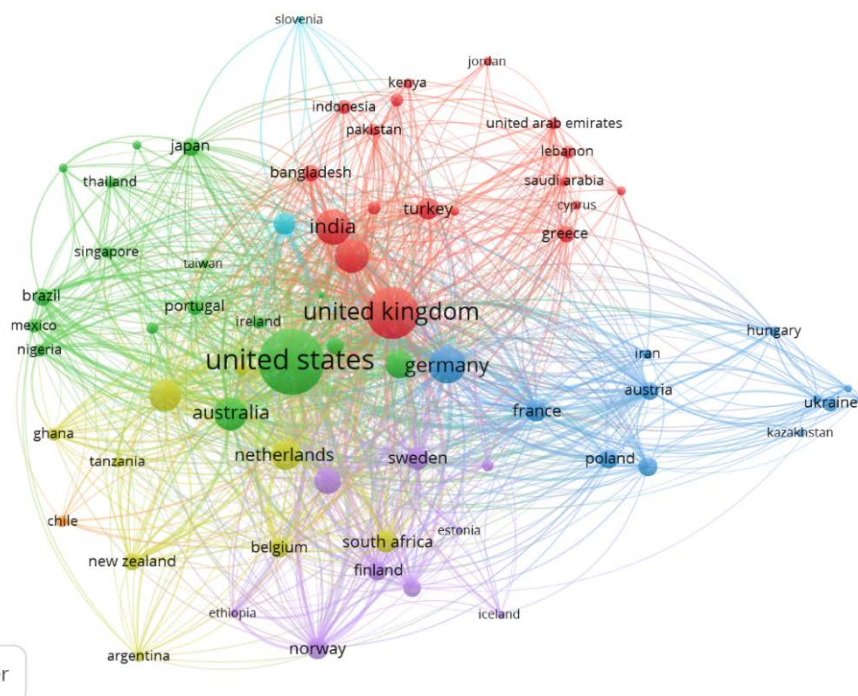 slovenia
jordan
kenya
indonesia
united arab emirates
pakistan
japan
lebanon
bangladesh
thailand
saudi arabia
cyprus
turkey
india
greece
singapore
taiwan
brazil
portugal
united kingdom
mexico
ireland
hungary
nigeria
iran
united states
germany
austria
ukraine
australia
france
ghana
kazakhstan
netherlands
sweden
poland
tanzania
chile
estonia
south africa
belgium
new zealand
finland
ethiopia
iceland
norway
argentina
r